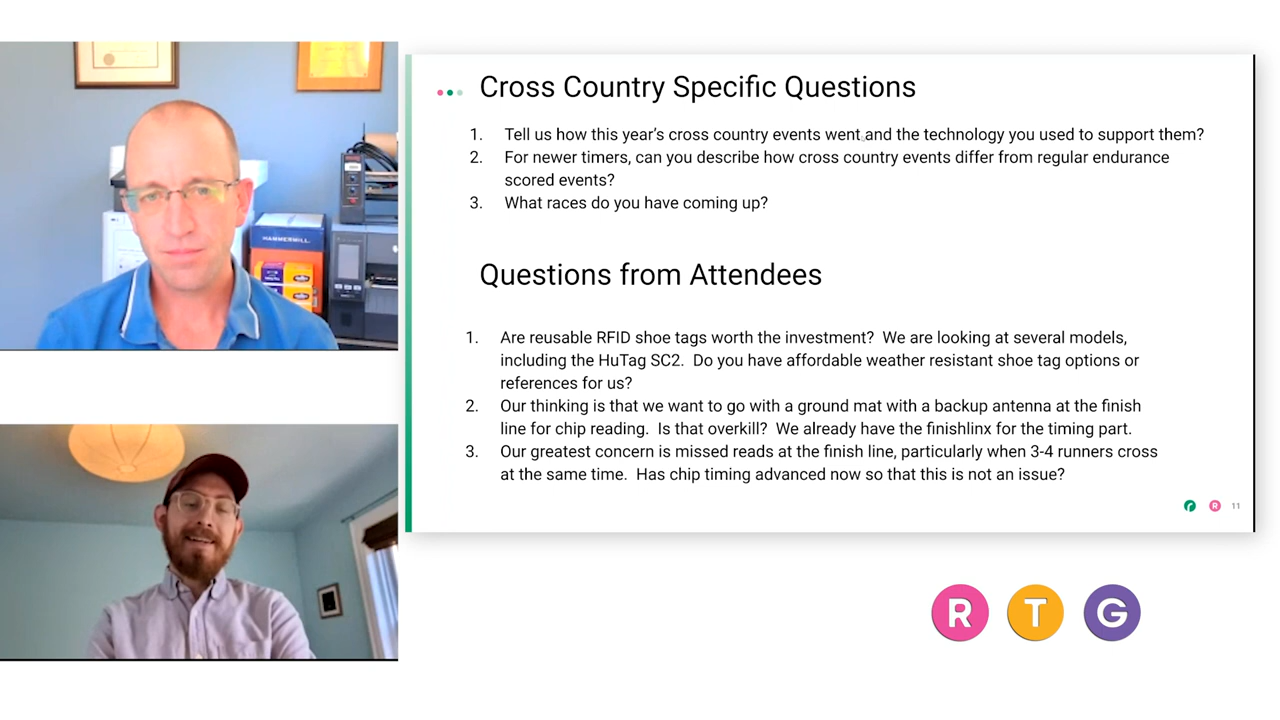 Cross Country Specific Questions
1. Tell us how this year's cross country events went and the technology you used to support them?
2. For newer timers, can you describe how cross country events differ from regular endurance
scored events?
3. What races do you have coming up?
Questions from Attendees
1. Are reusable RFID shoe tags worth the investment? We are looking at several models,
including the HuTag SC2. Do you have affordable weather resistant shoe tag options or
references for us?
2. Our thinking is that we want to go with a ground mat with a backup antenna at the finish
line for chip reading. Is that overkill? We already have the finishlinx for the timing part.
3. Our greatest concern is missed reads at the finish line, particularly when 3-4 runners cross
at the same time. Has chip timing advanced now so that this is not an issue?
R 11
HAMMERMILL
R T G